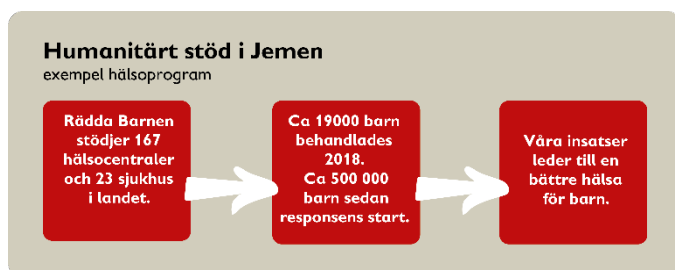 Humanitärt stöd i Jemen
exempel hälsoprogram
Rädda Barnen
stödjer 167
hälsocentraler
och 23 sjukhus
i landet.
Ca 19000 barn
behandlades
2018.
Ca 500 000
barn sedan
responsens start.
Våra insatser
leder till en
bättre hälsa
för barn.